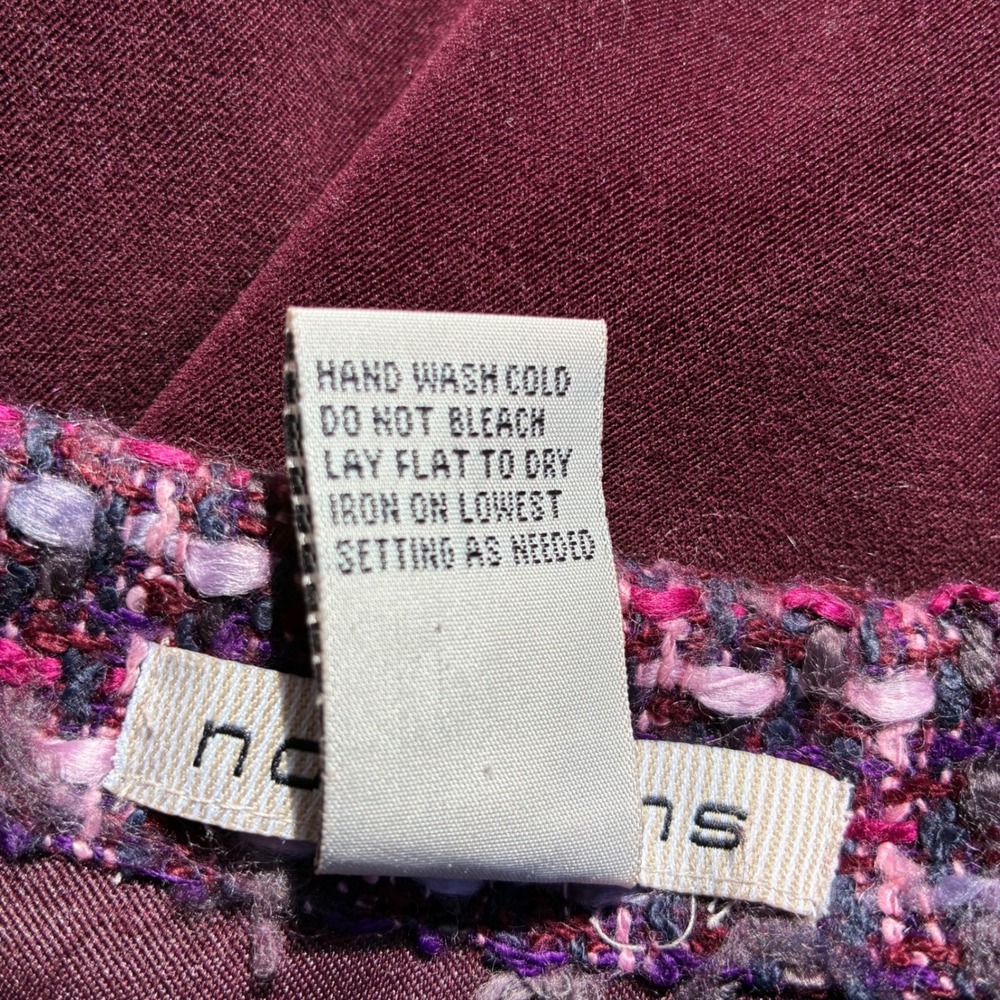 HAND WASH COLD
DO NOT BLEACH
LAY FLAT TO DRY
IRON ON LOWEST
SETTING AS NEEDED